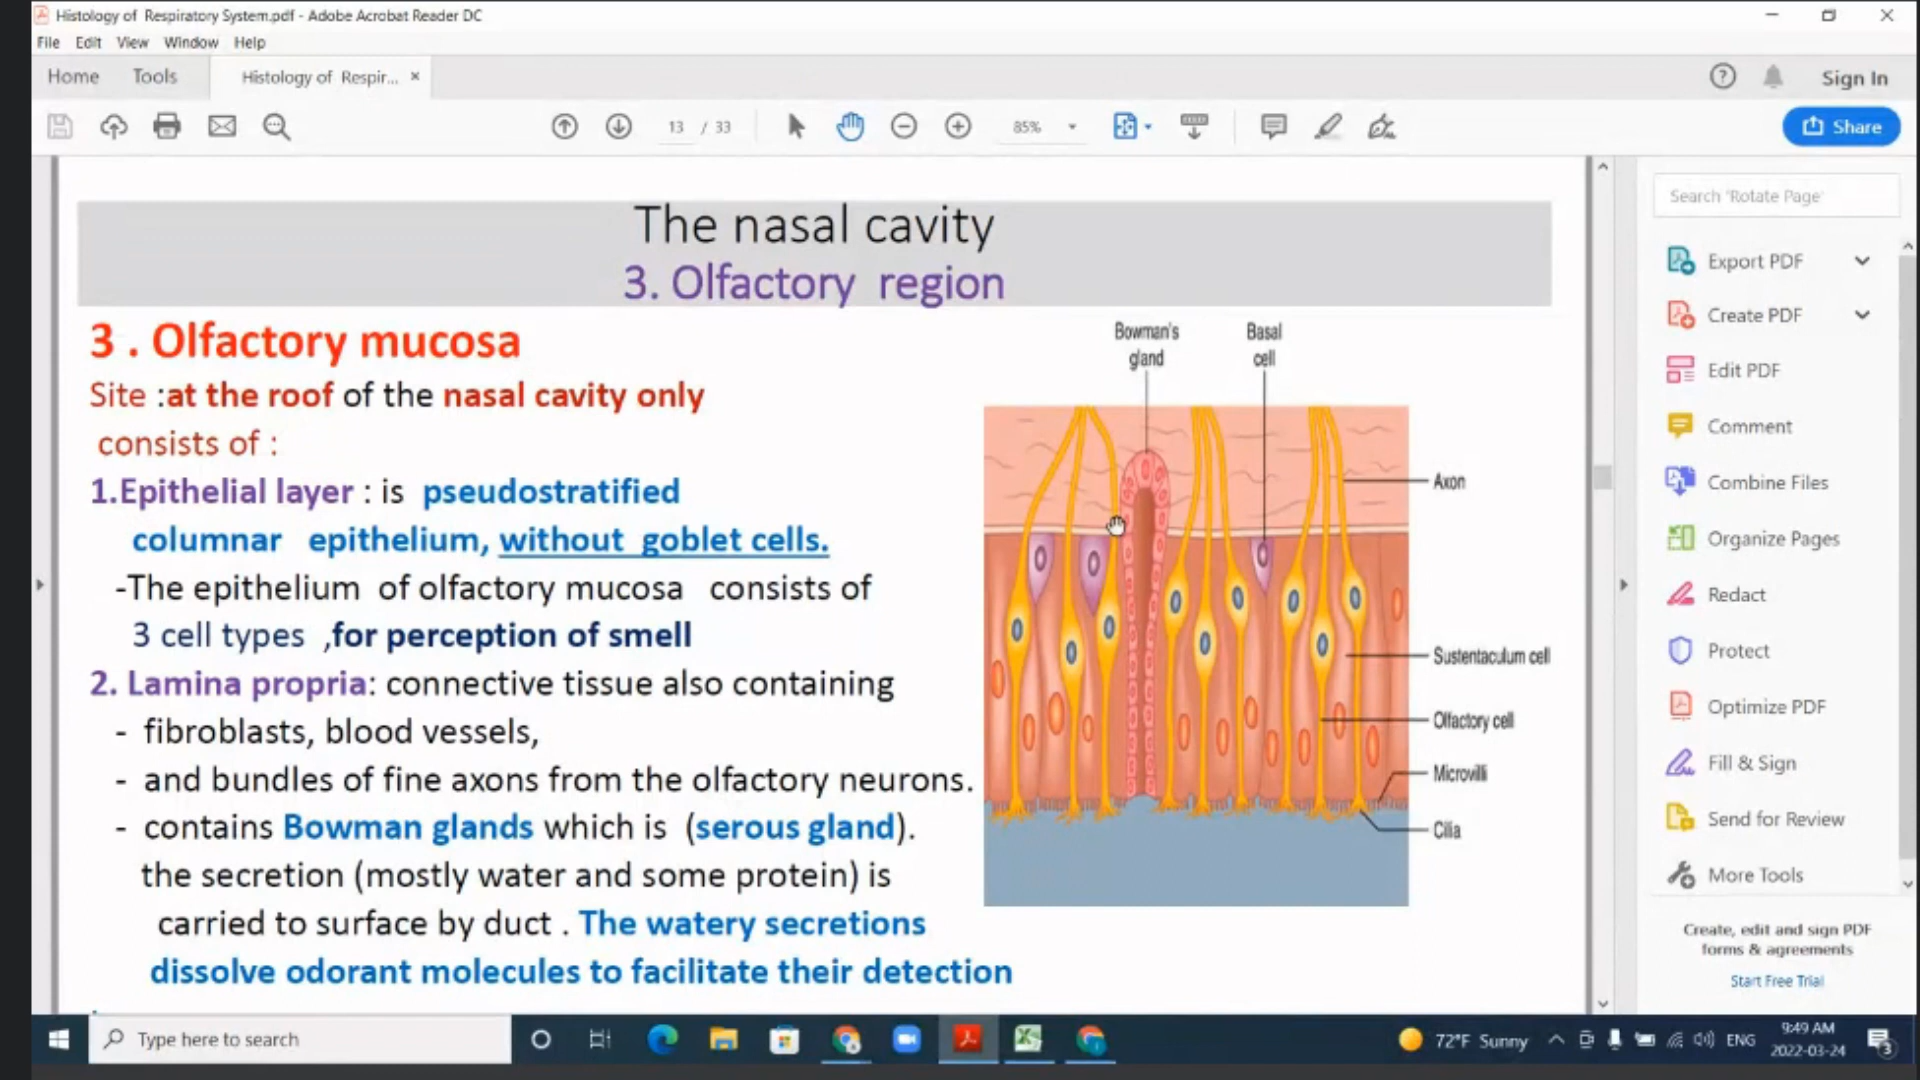 Histology of  Respiratory System.pdf - Adobe Acrobat Reader DC
File Edit View Window Help
Home Tools Histology of  Respir... ×
Sign In
13 / 33
85%
Share
The nasal cavity
3. Olfactory  region
3 . Olfactory mucosa
Site :at the roof of the nasal cavity only
consists of :
1.Epithelial layer : is  pseudostratified
columnar   epithelium, without  goblet cells.
-The epithelium  of olfactory mucosa   consists of
3 cell types  ,for perception of smell
2. Lamina propria: connective tissue also containing
-  fibroblasts, blood vessels,
-  and bundles of fine axons from the olfactory neurons.
-  contains Bowman glands which is  (serous gland).
the secretion (mostly water and some protein) is
carried to surface by duct . The watery secretions
dissolve odorant molecules to facilitate their detection
Bowman's
gland
Basal
cell
Axon
Sustentaculum cell
Olfactory cell
Microvilli
Cilia
Search 'Rotate Page'
Export PDF
Create PDF
Edit PDF
Comment
Combine Files
Organize Pages
Redact
Protect
Optimize PDF
Fill & Sign
Send for Review
More Tools
Create, edit and sign PDF
forms & agreements
Start Free Trial
Type here to search
72°F  Sunny
ENG
9:49 AM
2022-03-24
3